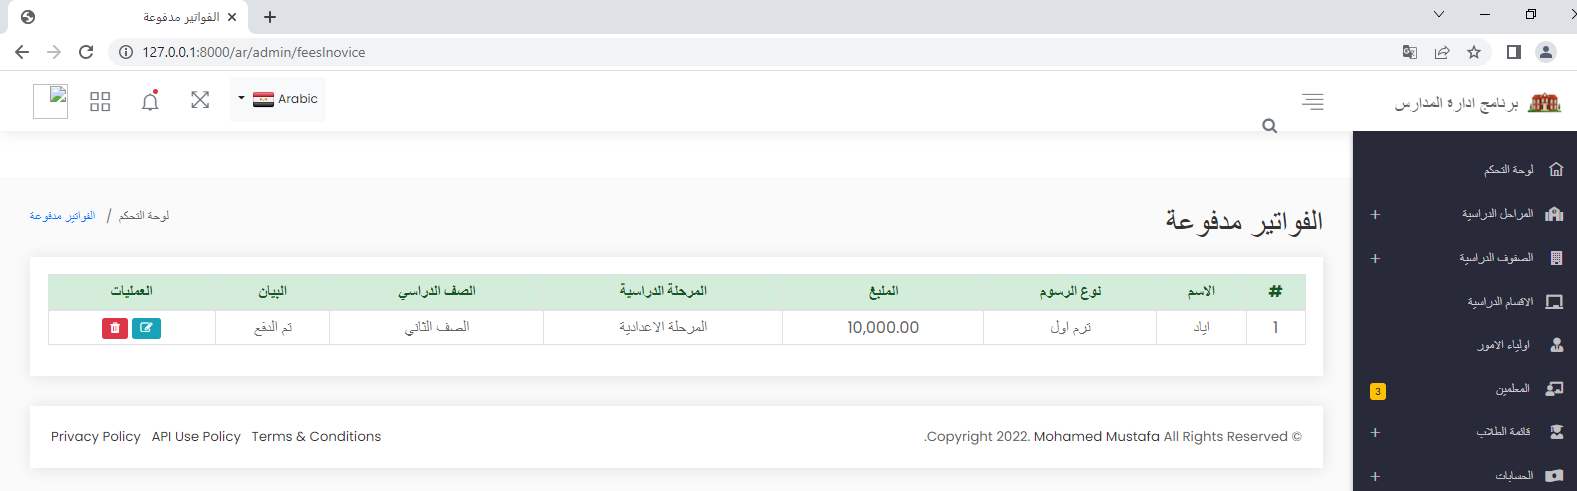 الفواتير مدفوعة
127.0.0.1:8000/ar/admin/feesInovice
Arabic
برنامج ادارة المدارس
لوحة التحكم
المراحل الدراسية
الصفوف الدراسية
الاقسام الدراسية
اولياء الامور
المعلمين 3
قائمة الطلاب
الحسابات
الفواتير مدفوعة
لوحة التحكم / الفواتير مدفوعة
# الاسم نوع الرسوم الملبغ المرحلة الدراسية الصف الدراسي البيان العمليات
1 اياد ترم اول 10,000.00 المرحلة الاعدادية الصف الثاني تم الدفع
Privacy Policy API Use Policy Terms & Conditions
.Copyright 2022. Mohamed Mustafa All Rights Reserved ©